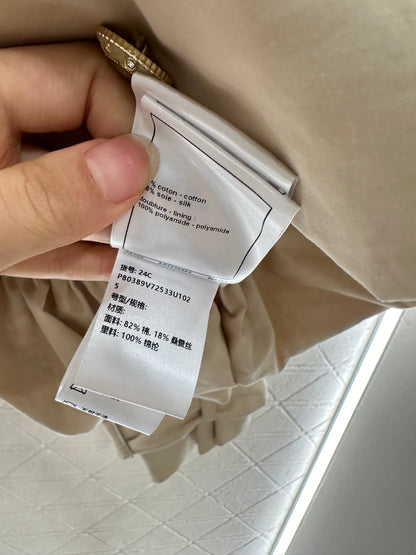 % coton - cotton
% soie - silk
doublure - lining :
100% polyamide - polyamide
货号: 24C
P80389V72533U102
5
号型/规格:
材质:
面料: 82% 棉, 18% 桑蚕丝
里料: 100% 锦纶